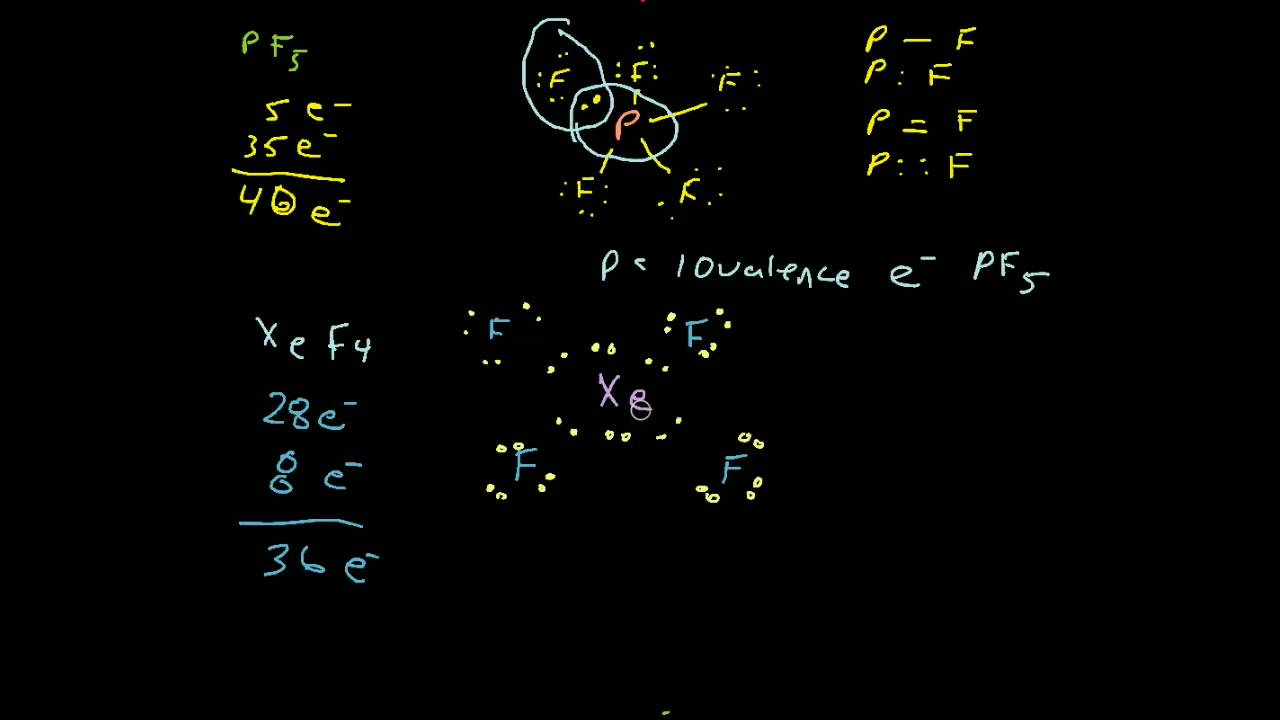 PF5
5 e⁻
35 e⁻
40 e⁻
:F: :F: F
P
F F
P — F
P : F
P = F
P : : F
P = 10 valence e⁻ PF5
XeF4
28 e⁻
8 e⁻
36 e⁻
F F
Xe
F F